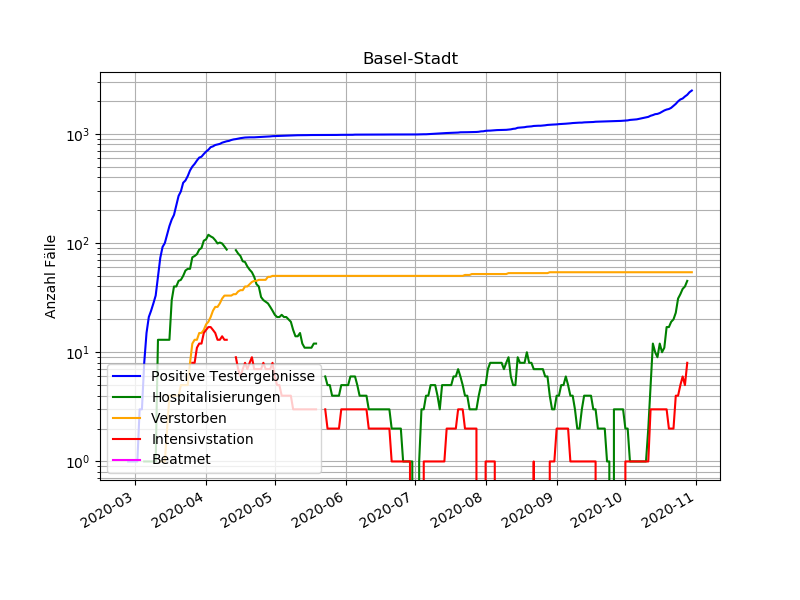 Basel-Stadt
Anzahl Fälle
10³
10²
10¹
10⁰
Positive Testergebnisse
Hospitalisierungen
Verstorben
Intensivstation
Beatmet
2020-03
2020-04
2020-05
2020-06
2020-07
2020-08
2020-09
2020-10
2020-11